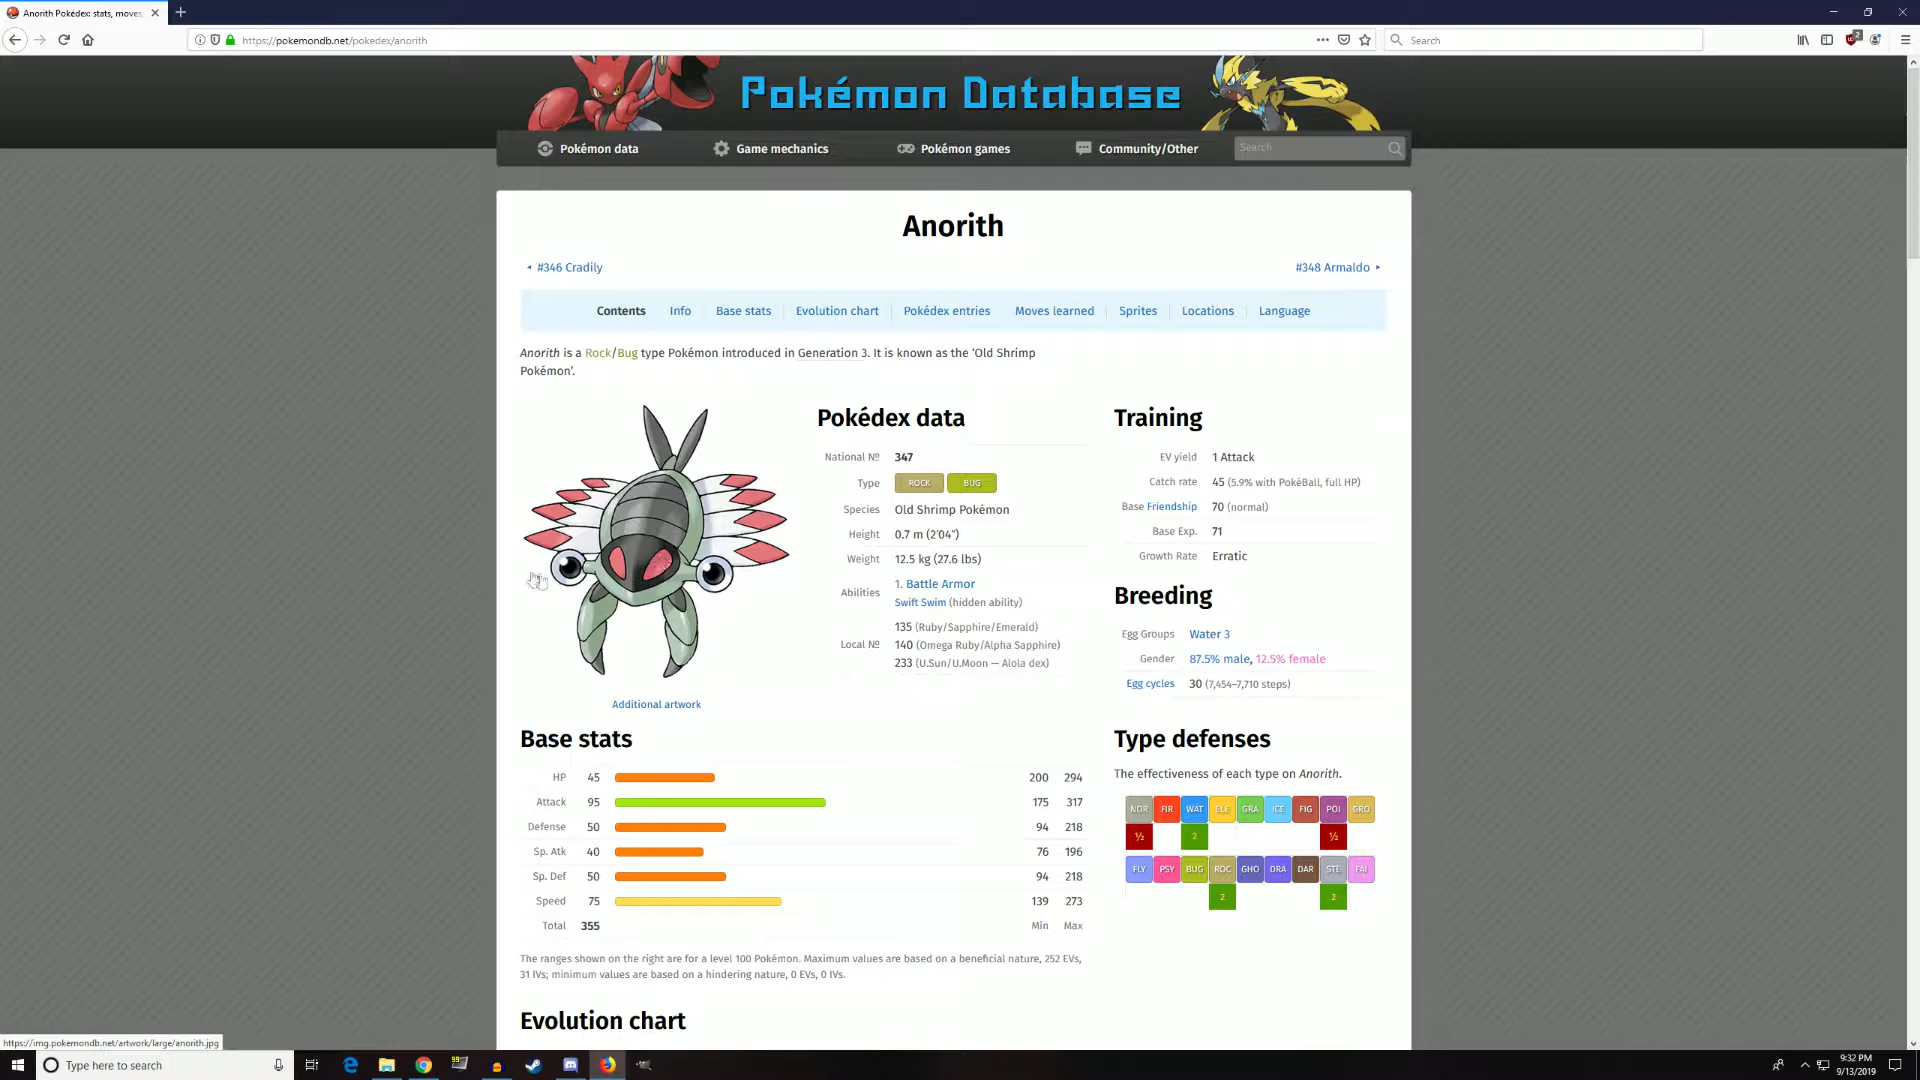 Anorith Pokédex: stats, moves,
https://pokemondb.net/pokedex/anorith
Search
2
Pokémon Database
Pokémon data
Game mechanics
Pokémon games
Community/Other
Search
Anorith
#346 Cradily
#348 Armaldo
Contents Info Base stats Evolution chart Pokédex entries Moves learned Sprites Locations Language
Anorith is a Rock/Bug type Pokémon introduced in Generation 3. It is known as the ‘Old Shrimp
Pokémon’.
Additional artwork
Pokédex data
National № 347
Type ROCK BUG
Species Old Shrimp Pokémon
Height 0.7 m (2′04″)
Weight 12.5 kg (27.6 lbs)
Abilities 1. Battle Armor
Swift Swim (hidden ability)
Local № 135 (Ruby/Sapphire/Emerald)
140 (Omega Ruby/Alpha Sapphire)
233 (U.Sun/U.Moon — Alola dex)
Training
EV yield 1 Attack
Catch rate 45 (5.9% with PokéBall, full HP)
Base Friendship 70 (normal)
Base Exp. 71
Growth Rate Erratic
Breeding
Egg Groups Water 3
Gender 87.5% male, 12.5% female
Egg cycles 30 (7,454–7,710 steps)
Base stats
HP 45 200 294
Attack 95 175 317
Defense 50 94 218
Sp. Atk 40 76 196
Sp. Def 50 94 218
Speed 75 139 273
Total 355 Min Max
The ranges shown on the right are for a level 100 Pokémon. Maximum values are based on a beneficial nature, 252 EVs,
31 IVs; minimum values are based on a hindering nature, 0 EVs, 0 IVs.
Type defenses
The effectiveness of each type on Anorith.
NOR FIR WAT ELE GRA ICE FIG POI GRO
½ 2 ½
FLY PSY BUG ROC GHO DRA DAR STE FAI
2 2
Evolution chart
https://img.pokemondb.net/artwork/large/anorith.jpg
Type here to search
99
9:32 PM
9/13/2019